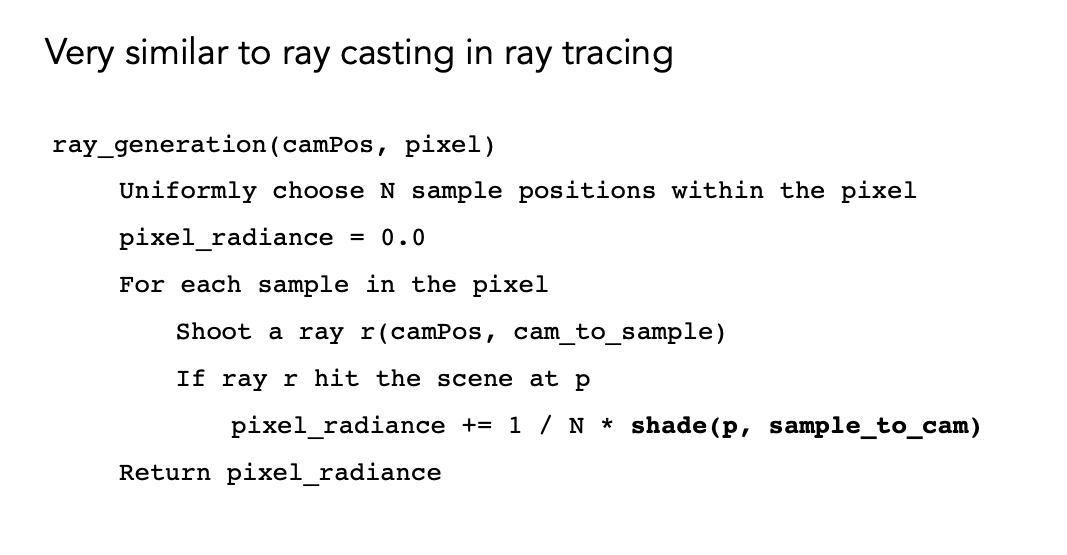 Very similar to ray casting in ray tracing
ray_generation(camPos, pixel)
Uniformly choose N sample positions within the pixel
pixel_radiance = 0.0
For each sample in the pixel
Shoot a ray r(camPos, cam_to_sample)
If ray r hit the scene at p
pixel_radiance += 1 / N * shade(p, sample_to_cam)
Return pixel_radiance